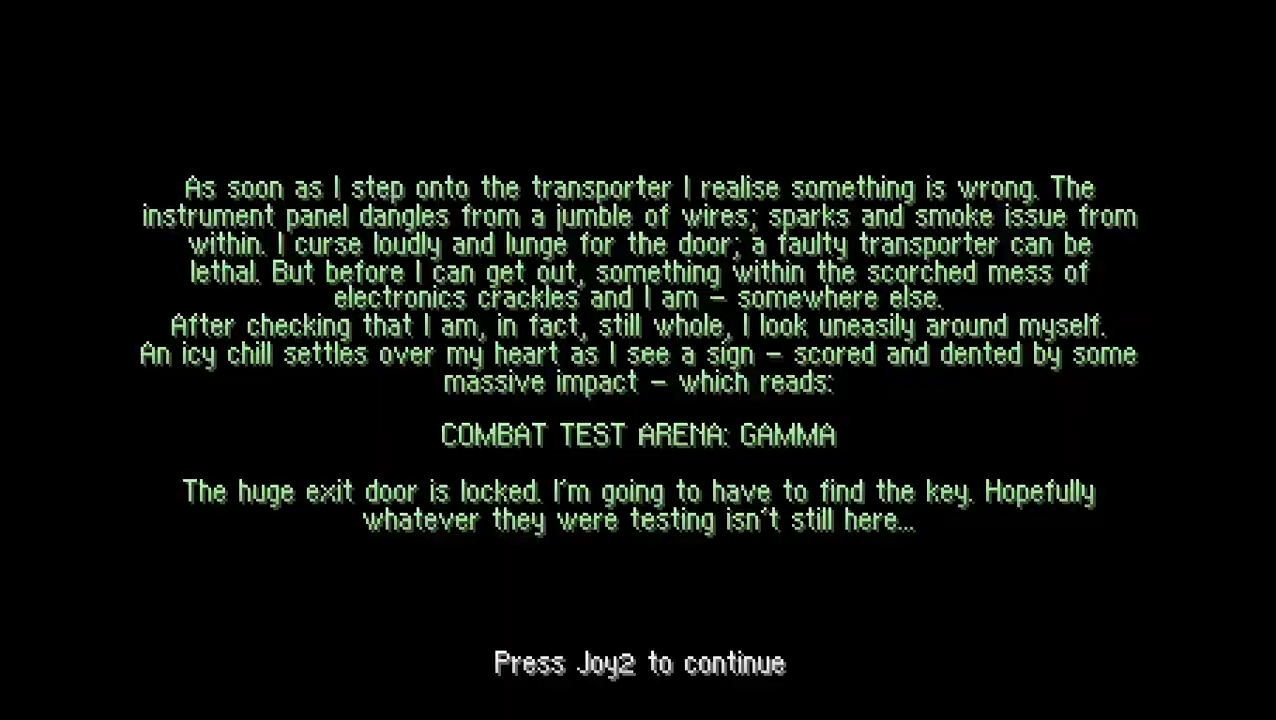 As soon as I step onto the transporter I realise something is wrong. The
instrument panel dangles from a jumble of wires; sparks and smoke issue from
within. I curse loudly and lunge for the door; a faulty transporter can be
lethal. But before I can get out, something within the scorched mess of
electronics crackles and I am – somewhere else.
After checking that I am, in fact, still whole, I look uneasily around myself.
An icy chill settles over my heart as I see a sign – scored and dented by some
massive impact – which reads:
COMBAT TEST ARENA: GAMMA
The huge exit door is locked. I'm going to have to find the key. Hopefully
whatever they were testing isn't still here...
Press Joy2 to continue